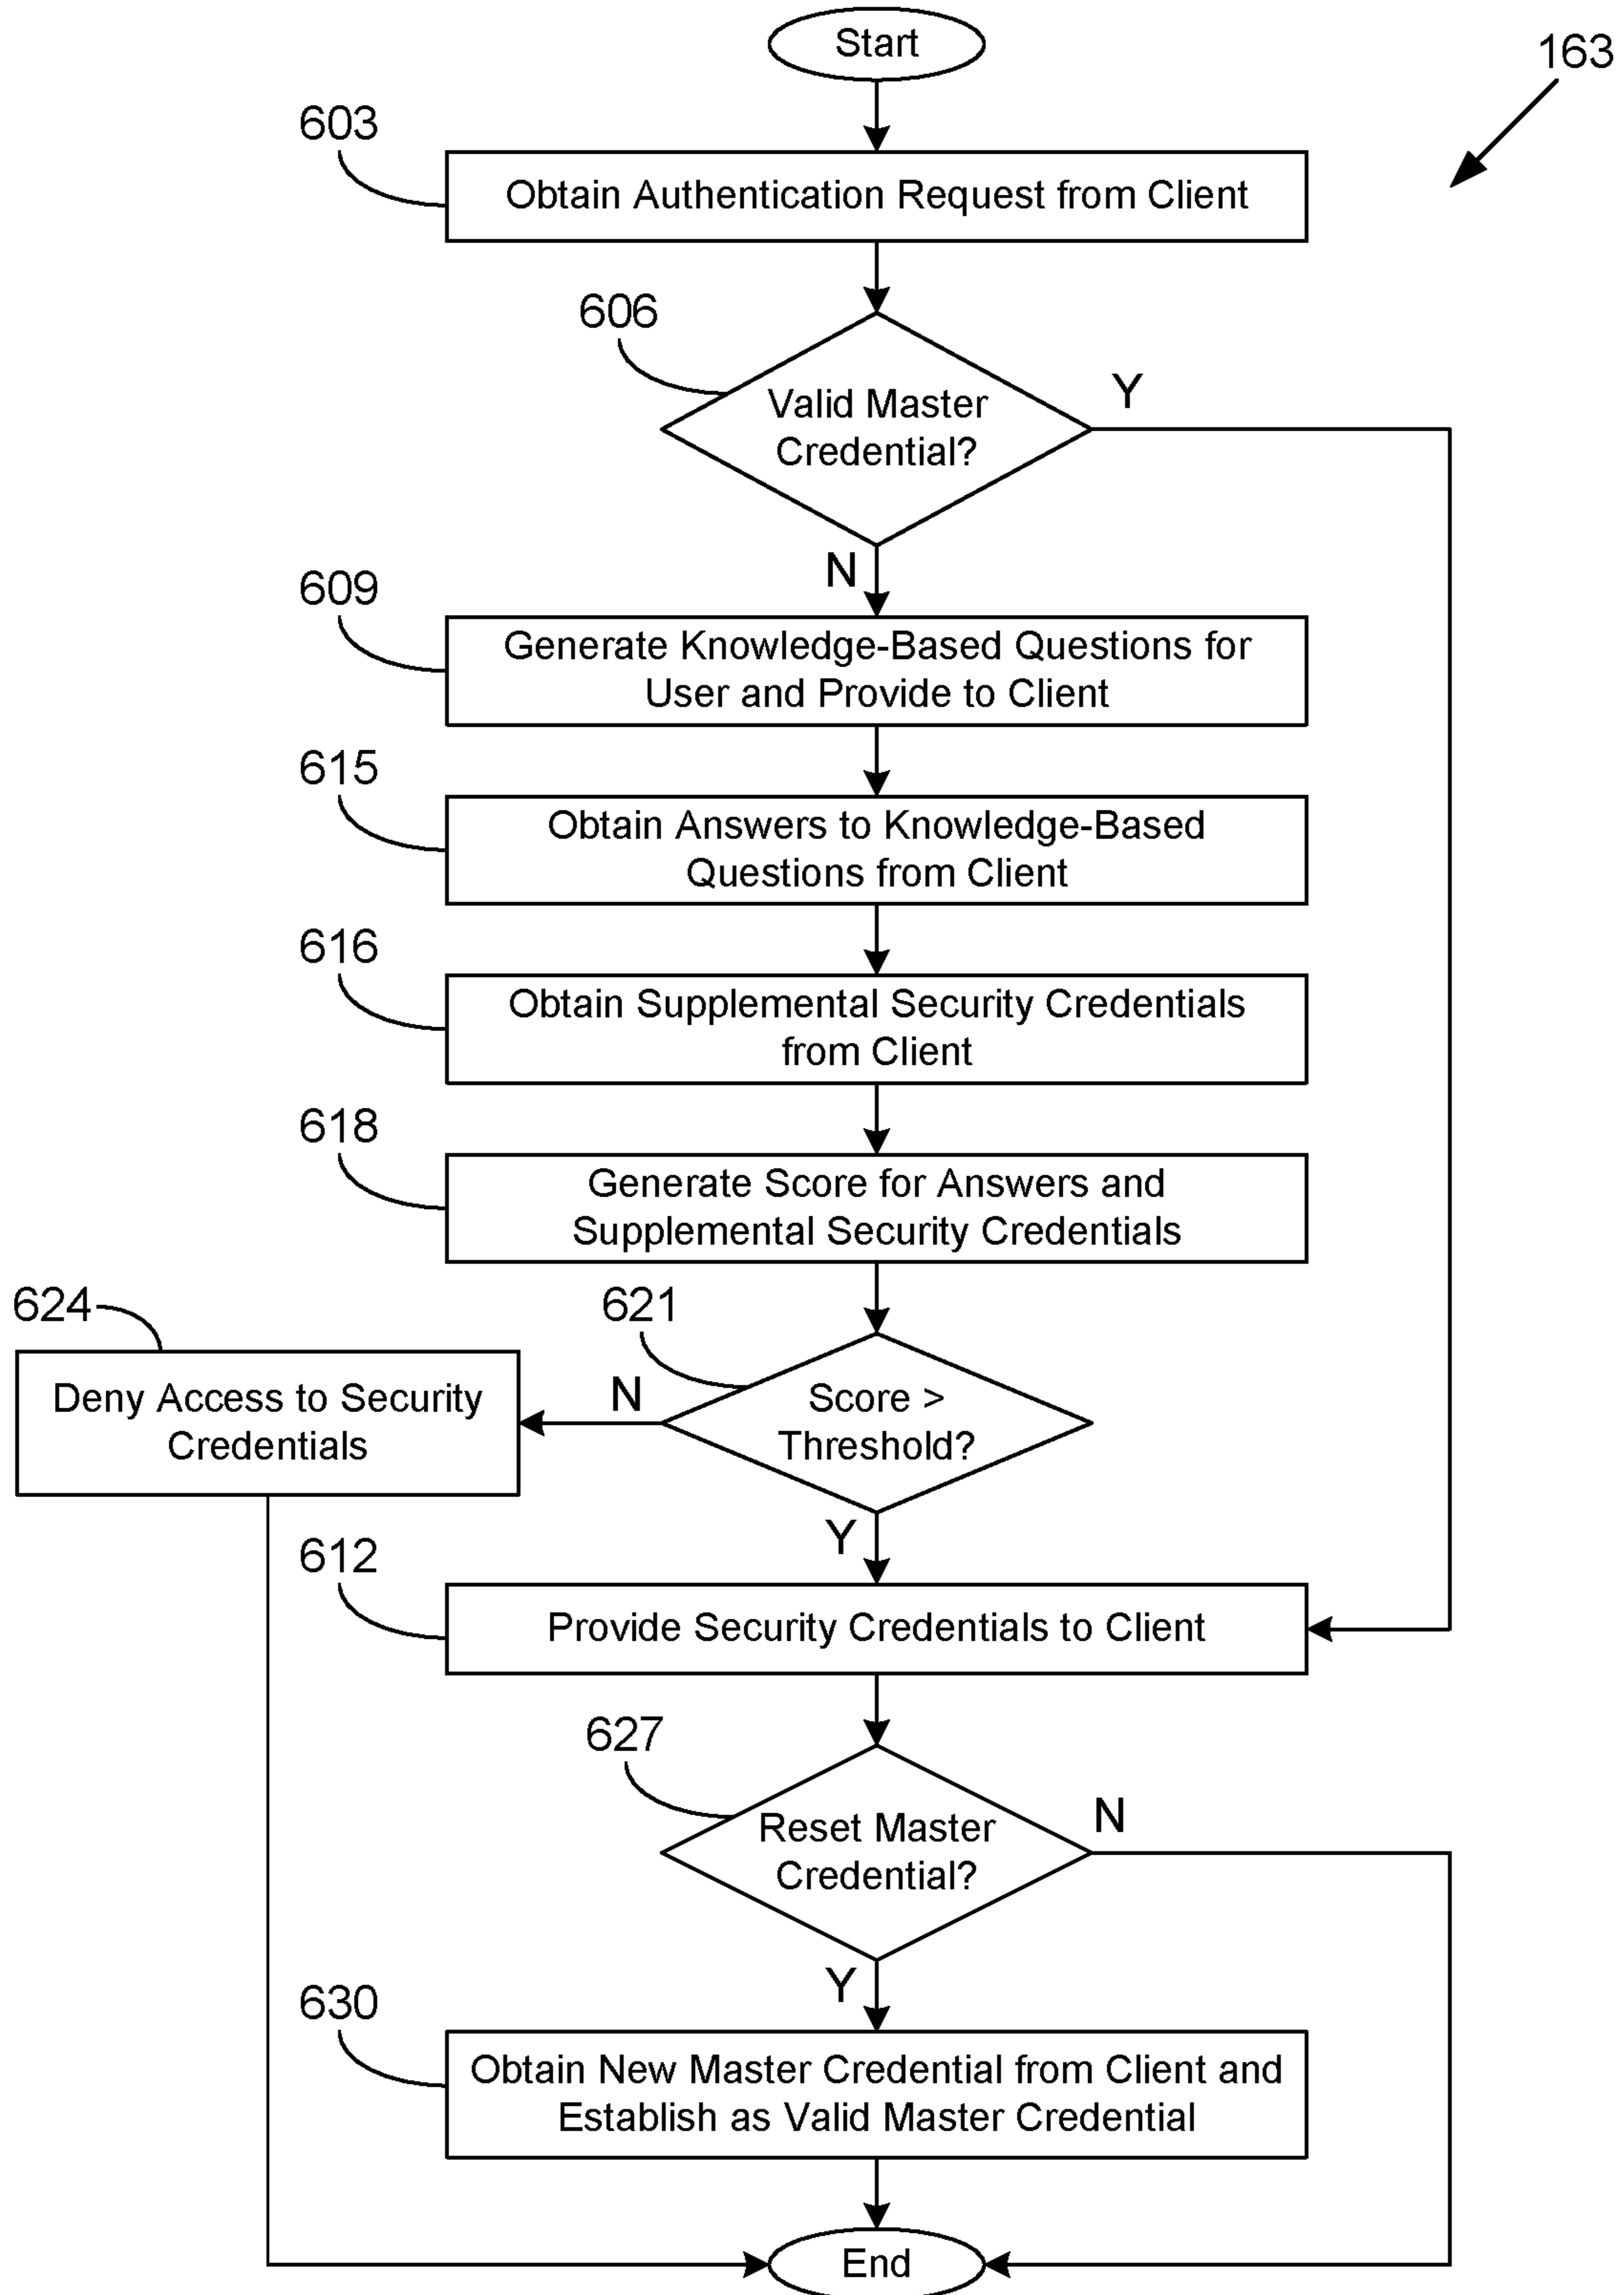 Start
163
603
Obtain Authentication Request from Client
606
Valid Master
Credential?
Y
N
609
Generate Knowledge-Based Questions for
User and Provide to Client
615
Obtain Answers to Knowledge-Based
Questions from Client
616
Obtain Supplemental Security Credentials
from Client
618
Generate Score for Answers and
Supplemental Security Credentials
624
621
Deny Access to Security
Credentials
N
Score >
Threshold?
Y
612
Provide Security Credentials to Client
627
Reset Master
Credential?
N
Y
630
Obtain New Master Credential from Client and
Establish as Valid Master Credential
End